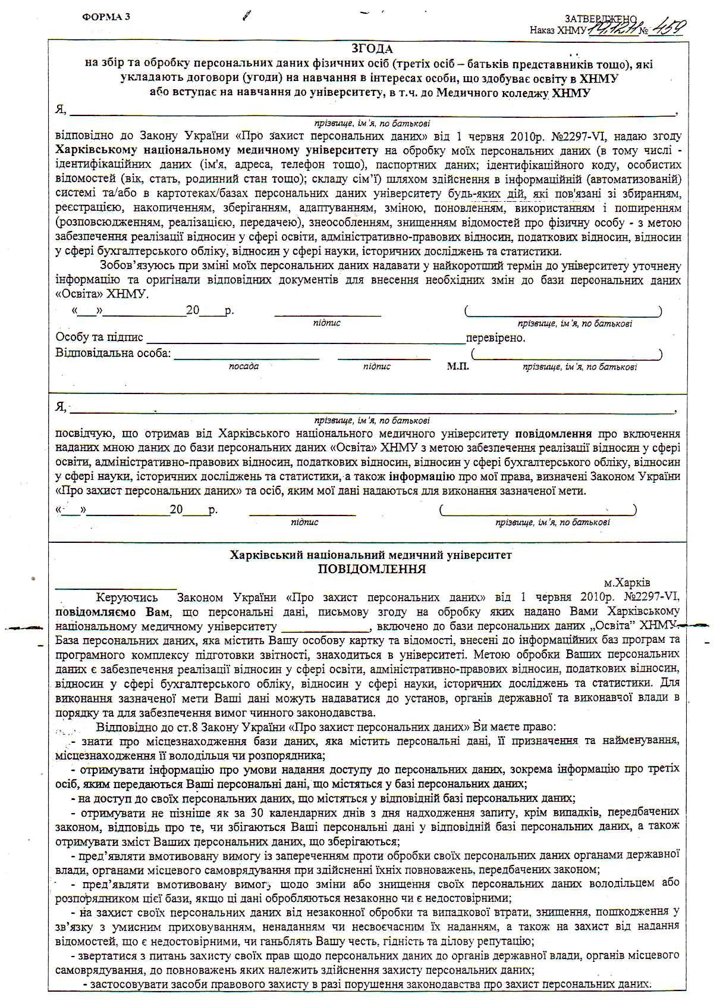 ФОРМА 3
ЗАТВЕРДЖЕНО
Наказ ХНМУ 19.12.11 № 459
ЗГОДА
на збір та обробку персональних даних фізичних осіб (третіх осіб – батьків представників тощо), які
укладають договори (угоди) на навчання в інтересах особи, що здобуває освіту в ХНМУ
або вступає на навчання до університету, в т.ч. до Медичного коледжу ХНМУ
Я, ,
прізвище, ім'я, по батькові
відповідно до Закону України «Про захист персональних даних» від 1 червня 2010р. №2297-VI, надаю згоду
Харківському національному медичному університету на обробку моїх персональних даних (в тому числі -
ідентифікаційних даних (ім'я, адреса, телефон тощо), паспортних даних; ідентифікаційного коду, особистих
відомостей (вік, стать, родинний стан тощо); складу сім'ї) шляхом здійснення в інформаційній (автоматизованій)
системі та/або в картотеках/базах персональних даних університету будь-яких дій, які пов'язані зі збиранням,
реєстрацією, накопиченням, зберіганням, адаптуванням, зміною, поновленням, використанням і поширенням
(розповсюдженням, реалізацією, передачею), знеособленням, знищенням відомостей про фізичну особу - з метою
забезпечення реалізації відносин у сфері освіти, адміністративно-правових відносин, податкових відносин, відносин
у сфері бухгалтерського обліку, відносин у сфері науки, історичних досліджень та статистики.
Зобов'язуюсь при зміні моїх персональних даних надавати у найкоротший термін до університету уточнену
інформацію та оригінали відповідних документів для внесення необхідних змін до бази персональних даних
«Освіта» ХНМУ.
«___»_____________20____р. ________________ (______________________________)
підпис прізвище, ім'я, по батькові
Особу та підпис ____________________________________________________перевірено.
Відповідальна особа: ________________________ _______________ (______________________________)
посада підпис М.П. прізвище, ім'я, по батькові
Я, ,
прізвище, ім'я, по батькові
посвідчую, що отримав від Харківського національного медичного університету повідомлення про включення
наданих мною даних до бази персональних даних «Освіта» ХНМУ з метою забезпечення реалізації відносин у сфері
освіти, адміністративно-правових відносин, податкових відносин, відносин у сфері бухгалтерського обліку, відносин
у сфері науки, історичних досліджень та статистики, а також інформацію про мої права, визначені Законом України
«Про захист персональних даних» та осіб, яким мої дані надаються для виконання зазначеної мети.
«___»_____________20____р. ________________ (______________________________)
підпис прізвище, ім'я, по батькові
Харківський національний медичний університет
ПОВІДОМЛЕННЯ
м.Харків
Керуючись Законом України «Про захист персональних даних» від 1 червня 2010р. №2297-VI,
повідомляємо Вам, що персональні дані, письмову згоду на обробку яких надано Вами Харківському
національному медичному університету ______________, включено до бази персональних даних „Освіта” ХНМУ.
База персональних даних, яка містить Вашу особову картку та відомості, внесені до інформаційних баз програм та
програмного комплексу підготовки звітності, знаходиться в університеті. Метою обробки Ваших персональних
даних є забезпечення реалізації відносин у сфері освіти, адміністративно-правових відносин, податкових відносин,
відносин у сфері бухгалтерського обліку, відносин у сфері науки, історичних досліджень та статистики. Для
виконання зазначеної мети Ваші дані можуть надаватися до установ, органів державної та виконавчої влади в
порядку та для забезпечення вимог чинного законодавства.
Відповідно до ст.8 Закону України «Про захист персональних даних» Ви маєте право:
- знати про місцезнаходження бази даних, яка містить персональні дані, її призначення та найменування,
місцезнаходження її володільця чи розпорядника;
- отримувати інформацію про умови надання доступу до персональних даних, зокрема інформацію про третіх
осіб, яким передаються Ваші персональні дані, що містяться у базі персональних даних;
- на доступ до своїх персональних даних, що містяться у відповідній базі персональних даних;
- отримувати не пізніше як за 30 календарних днів з дня надходження запиту, крім випадків, передбачених
законом, відповідь про те, чи збігаються Ваші персональні дані у відповідній базі персональних даних, а також
отримувати зміст Ваших персональних даних, що зберігаються;
- пред'являти вмотивовану вимогу із запереченням проти обробки своїх персональних даних органами державної
влади, органами місцевого самоврядування при здійсненні їхніх повноважень, передбачених законом;
- пред'являти вмотивовану вимогу щодо зміни або знищення своїх персональних даних володільцем або
розпорядником цієї бази, якщо ці дані обробляються незаконно чи є недостовірними;
- на захист своїх персональних даних від незаконної обробки та випадкової втрати, знищення, пошкодження у
зв'язку з умисним приховуванням, ненаданням чи несвоєчасним їх наданням, а також на захист від надання
відомостей, що є недостовірними, чи ганьблять Вашу честь, гідність та ділову репутацію;
- звертатися з питань захисту своїх прав щодо персональних даних до органів державної влади, органів місцевого
самоврядування, до повноважень яких належить здійснення захисту персональних даних;
- застосовувати засоби правового захисту в разі порушення законодавства про захист персональних даних.